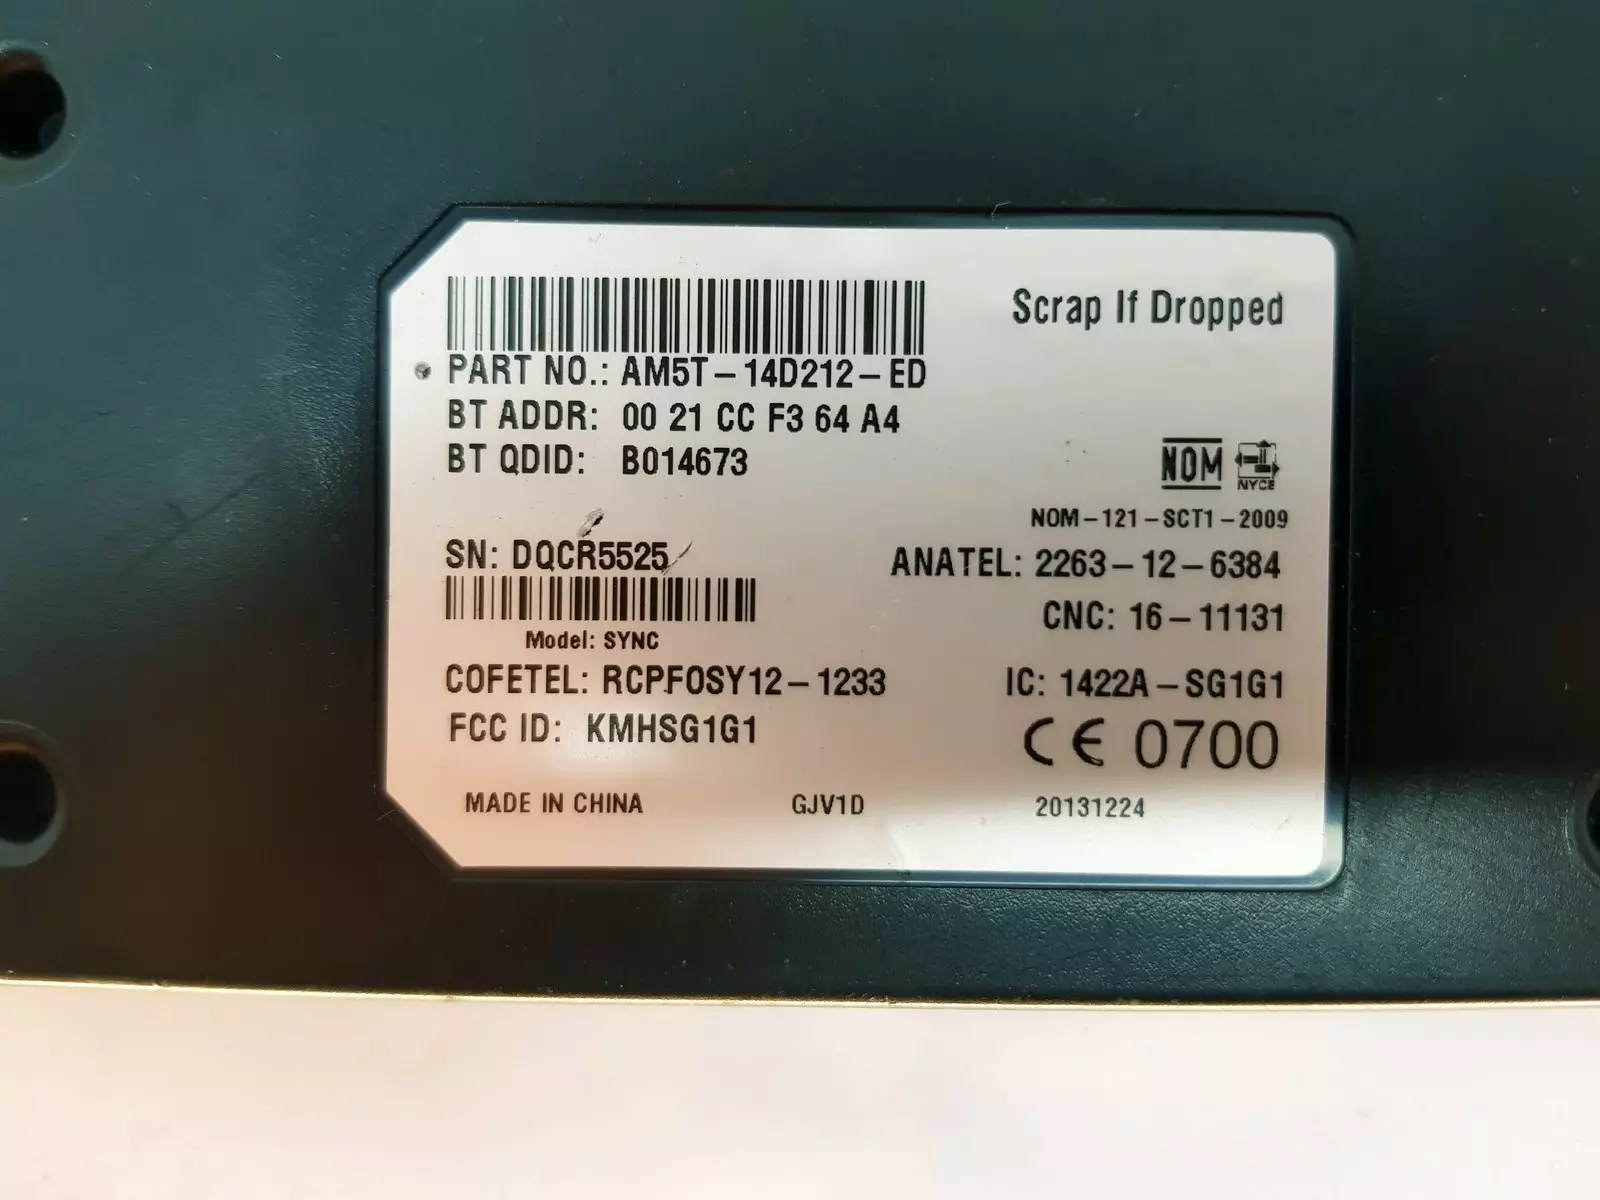 Scrap If Dropped
PART NO.: AM5T-14D212-ED
BT ADDR: 00 21 CC F3 64 A4
BT QDID: B014673
NOM
NYCE
NOM-121-SCT1-2009
SN: DQCR5525
ANATEL: 2263-12-6384
CNC: 16-11131
Model: SYNC
COFETEL: RCPFOSY12-1233
IC: 1422A-SG1G1
FCC ID: KMHSG1G1
CE 0700
MADE IN CHINA
GJV1D
20131224